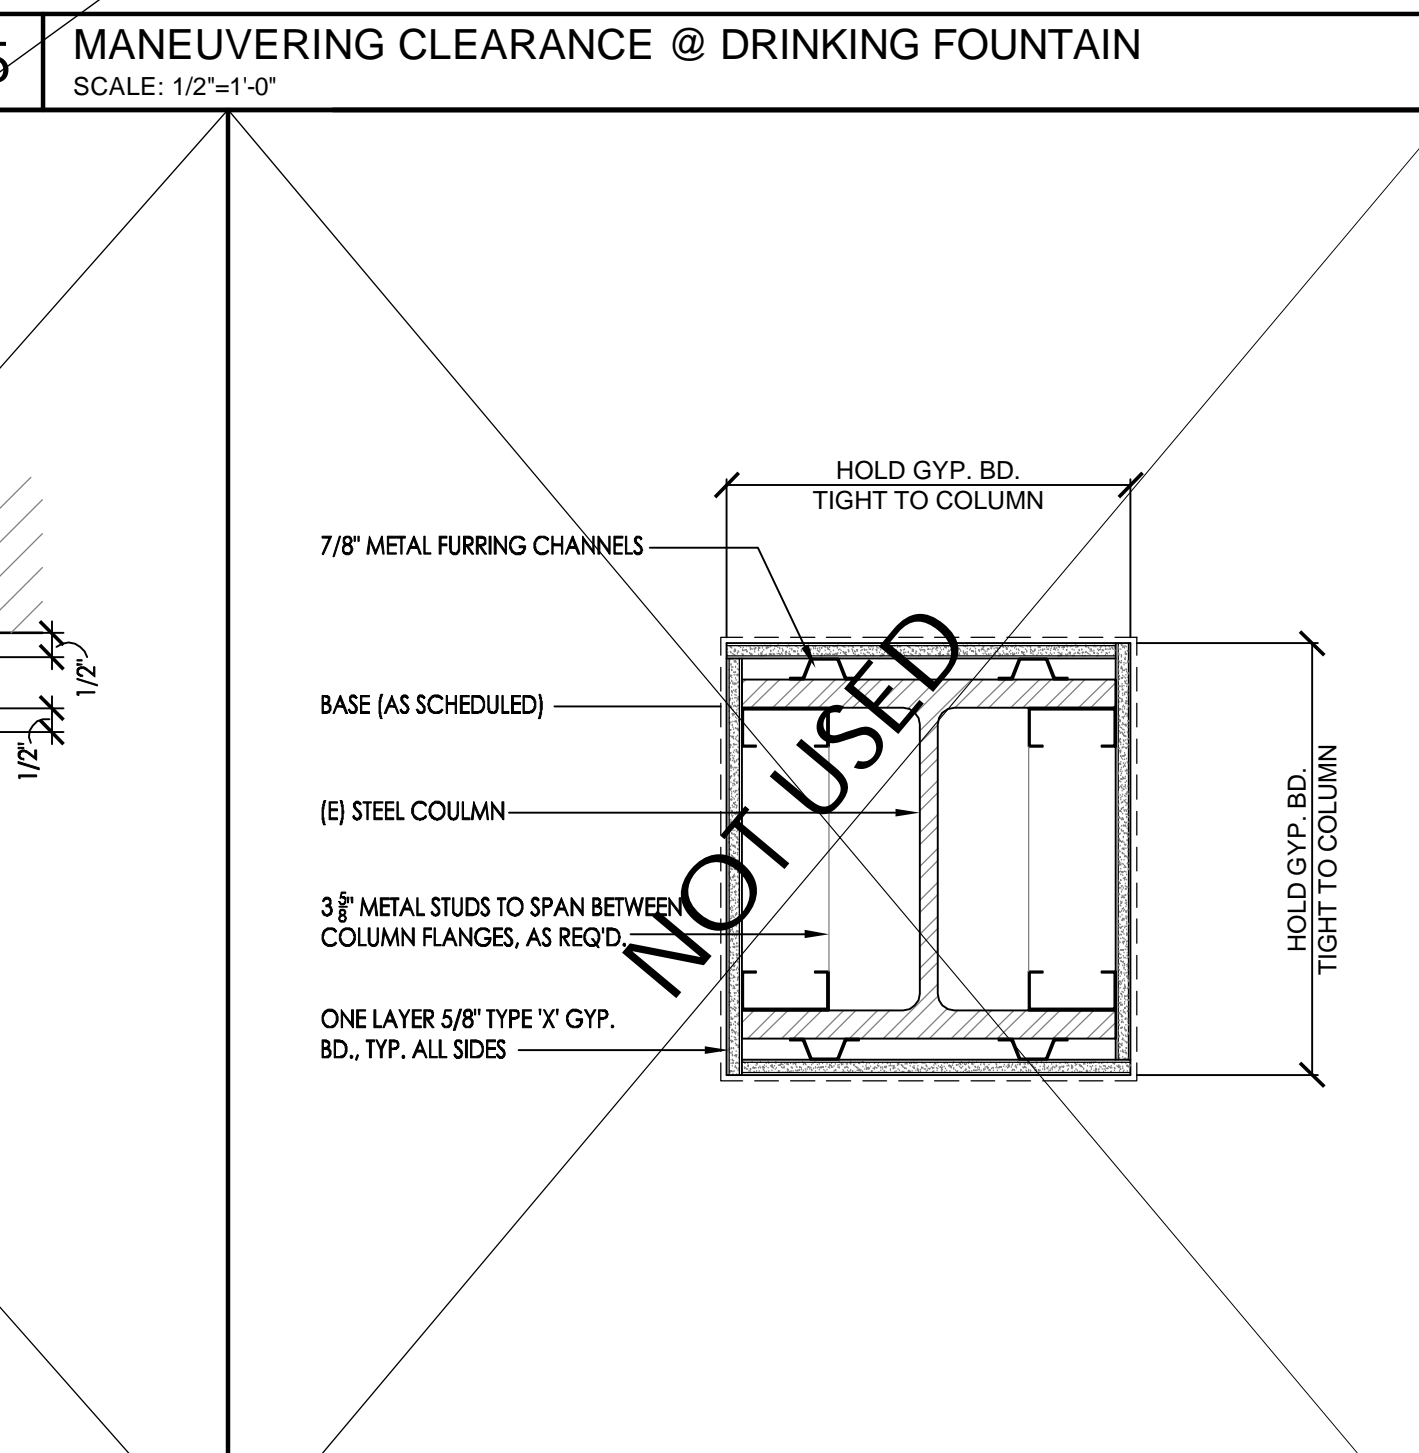 5
MANEUVERING CLEARANCE @ DRINKING FOUNTAIN
SCALE: 1/2"=1'-0"
HOLD GYP. BD.
TIGHT TO COLUMN
7/8" METAL FURRING CHANNELS
BASE (AS SCHEDULED)
(E) STEEL COULMN
3 5/8" METAL STUDS TO SPAN BETWEEN
COLUMN FLANGES, AS REQ'D.
ONE LAYER 5/8" TYPE 'X' GYP.
BD., TYP. ALL SIDES
NOT USED
HOLD GYP. BD.
TIGHT TO COLUMN
1/2"
1/2"